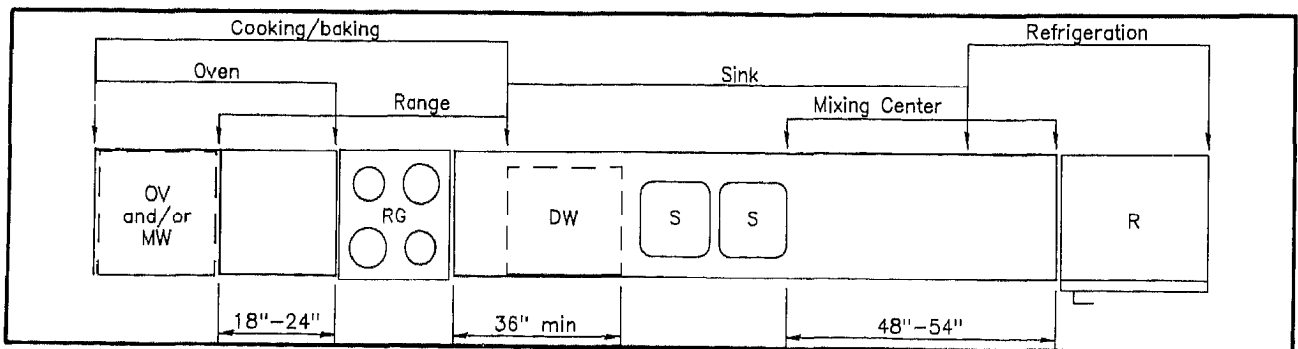 Cooking/baking
Refrigeration
Oven
Sink
Range
Mixing Center
OV
and/or
MW
RG
DW
S
S
R
18"-24"
36" min
48"-54"